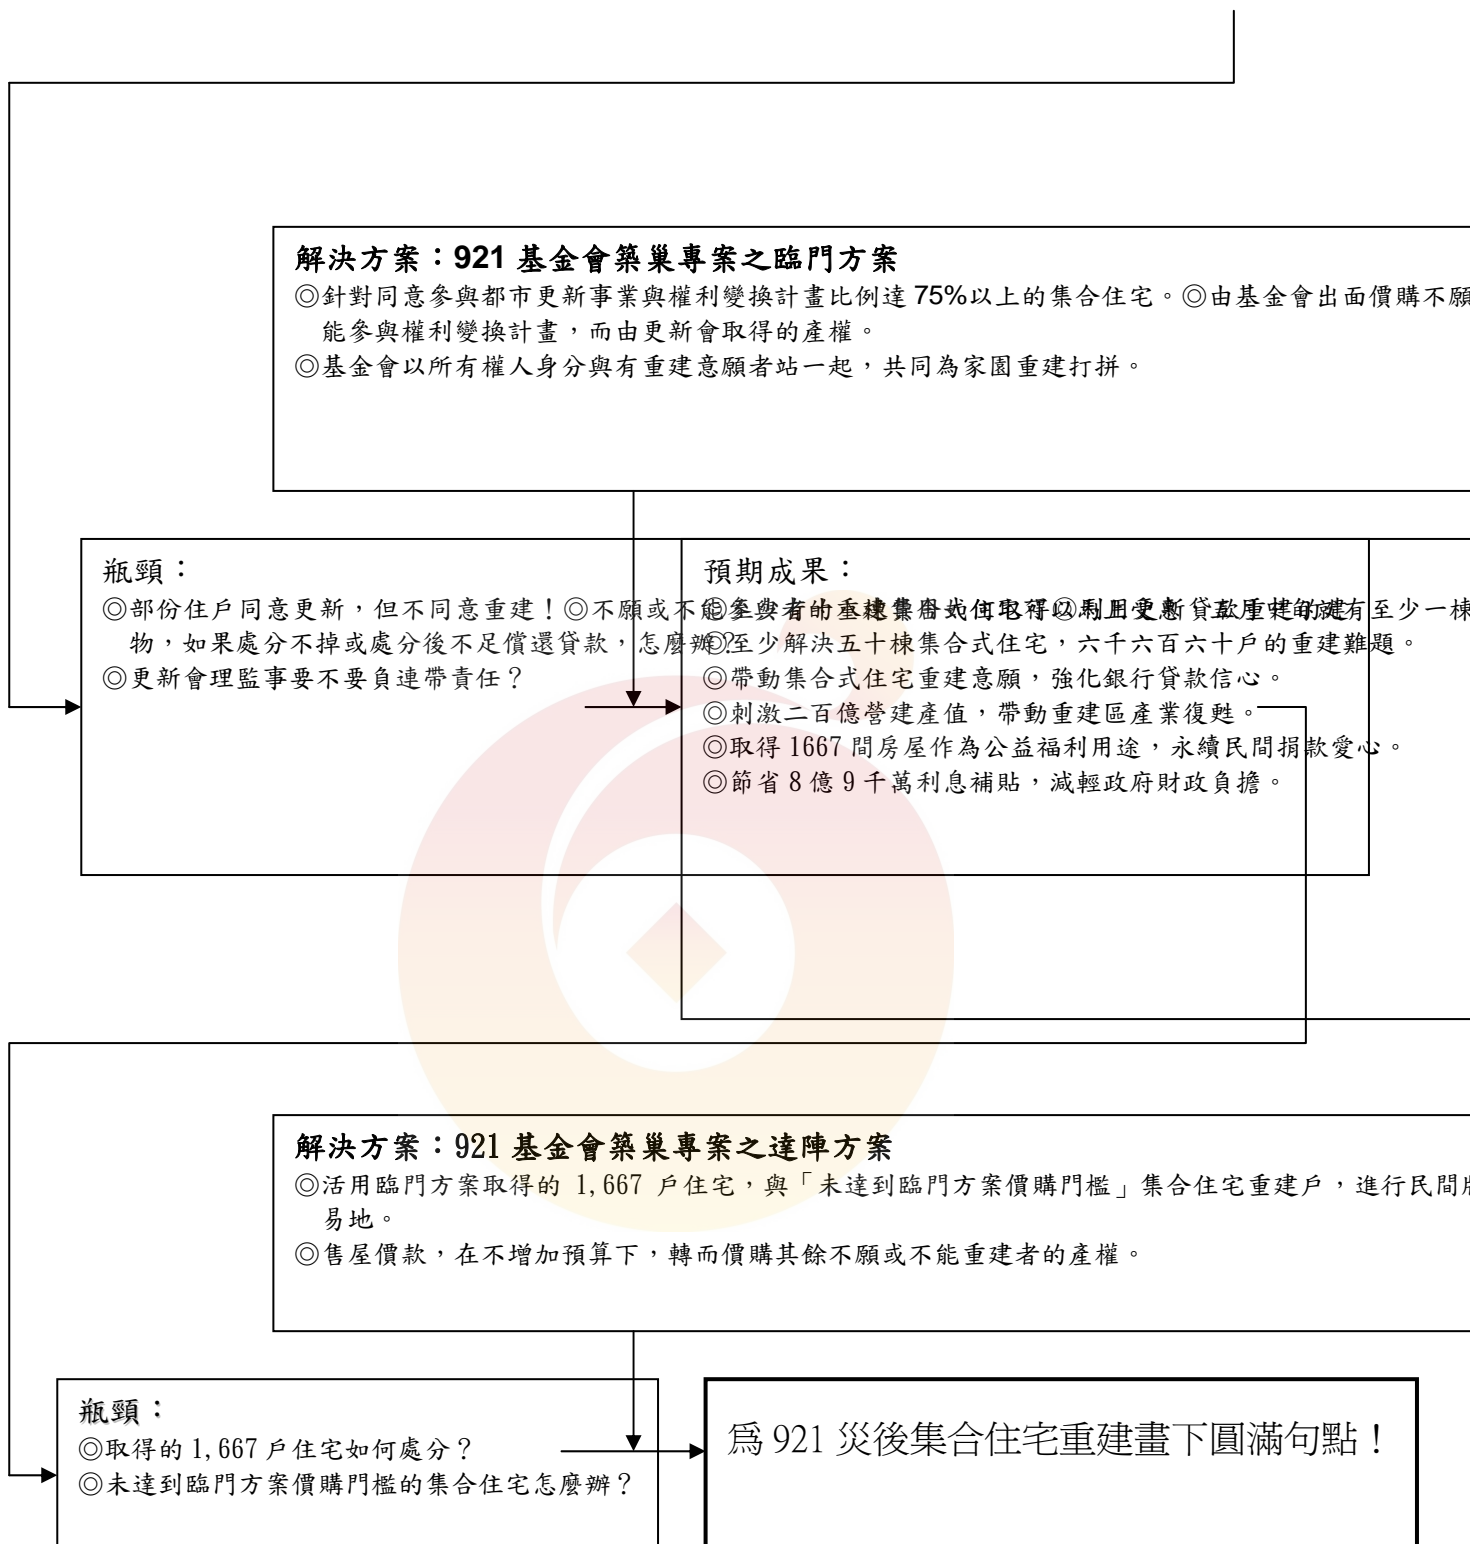 解決方案：921 基金會築巢專案之臨門方案
◎針對同意參與都市更新事業與權利變換計畫比例達 75%以上的集合住宅。◎由基金會出面價購不願
能參與權利變換計畫，而由更新會取得的產權。
◎基金會以所有權人身分與有重建意願者站一起，共同為家園重建打拼。
瓶頸：
◎部份住戶同意更新，但不同意重建！◎不願或不能
物，如果處分不掉或處分後不足償還貸款，怎麼辦？
◎更新會理監事要不要負連帶責任？
預期成果：
有至少一棟
◎至少解決五十棟集合式住宅，六千六百六十戶的重建難題。
◎帶動集合式住宅重建意願，強化銀行貸款信心。
◎刺激二百億營建產值，帶動重建區產業復甦。
◎取得 1667 間房屋作為公益福利用途，永續民間捐款愛心。
◎節省 8 億 9 千萬利息補貼，減輕政府財政負擔。
解決方案：921 基金會築巢專案之達陣方案
◎活用臨門方案取得的 1,667 戶住宅，與「未達到臨門方案價購門檻」集合住宅重建戶，進行民間
易地。
◎售屋價款，在不增加預算下，轉而價購其餘不願或不能重建者的產權。
瓶頸：
◎取得的 1,667 戶住宅如何處分？
◎未達到臨門方案價購門檻的集合住宅怎麼辦？
為 921 災後集合住宅重建畫下圓滿句點！